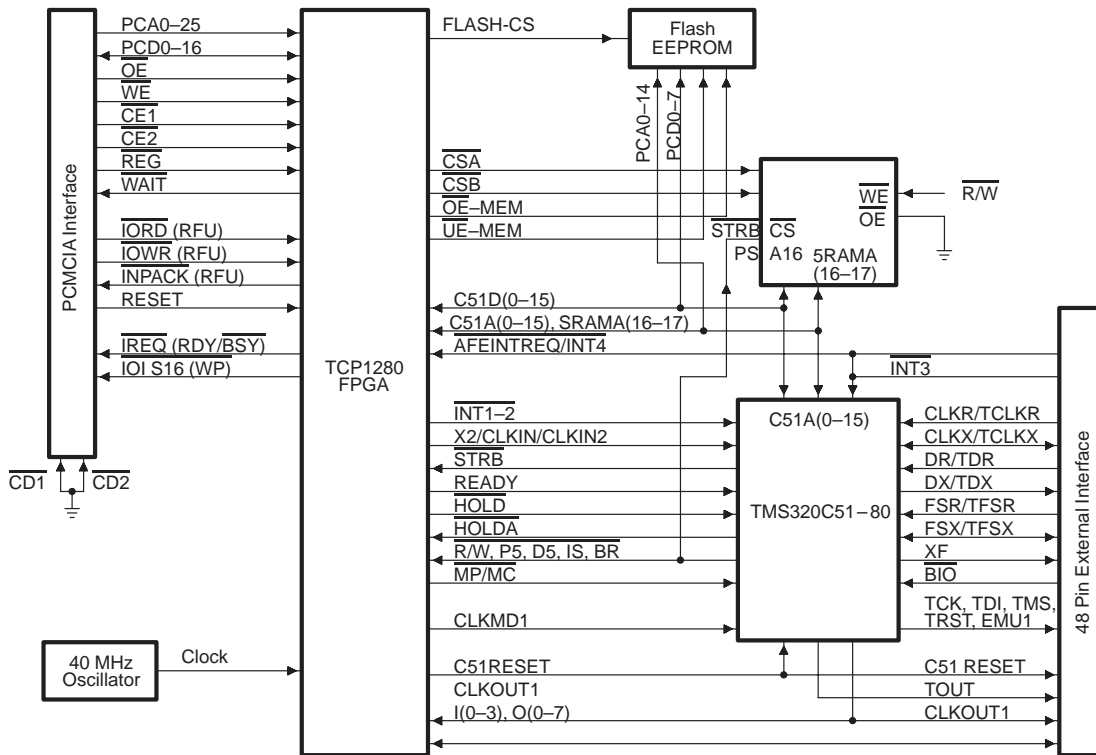 PCMCIA Interface
PCA0–25
PCD0–16
OE
WE
CE1
CE2
REG
WAIT
IORD (RFU)
IOWR (RFU)
INPACK (RFU)
RESET
IREQ (RDY/BSY)
IOI S16 (WP)
CD1
CD2
40 MHz
Oscillator
Clock
TCP1280
FPGA
FLASH-CS
Flash
EEPROM
PCA0–14
PCD0–7
CSA
CSB
OE–MEM
UE–MEM
STRB
PS
CS
A16
WE
OE
5RAMA
(16–17)
R/W
C51D(0–15)
C51A(0–15), SRAMA(16–17)
AFEINTREQ/INT4
INT3
INT1–2
X2/CLKIN/CLKIN2
STRB
READY
HOLD
HOLDA
R/W, P5, D5, IS, BR
MP/MC
CLKMD1
C51RESET
CLKOUT1
I(0–3), O(0–7)
C51A(0–15)
TMS320C51–80
CLKR/TCLKR
CLKX/TCLKX
DR/TDR
DX/TDX
FSR/TFSR
FSX/TFSX
XF
BIO
TCK, TDI, TMS,
TRST, EMU1
C51 RESET
TOUT
CLKOUT1
48 Pin External Interface